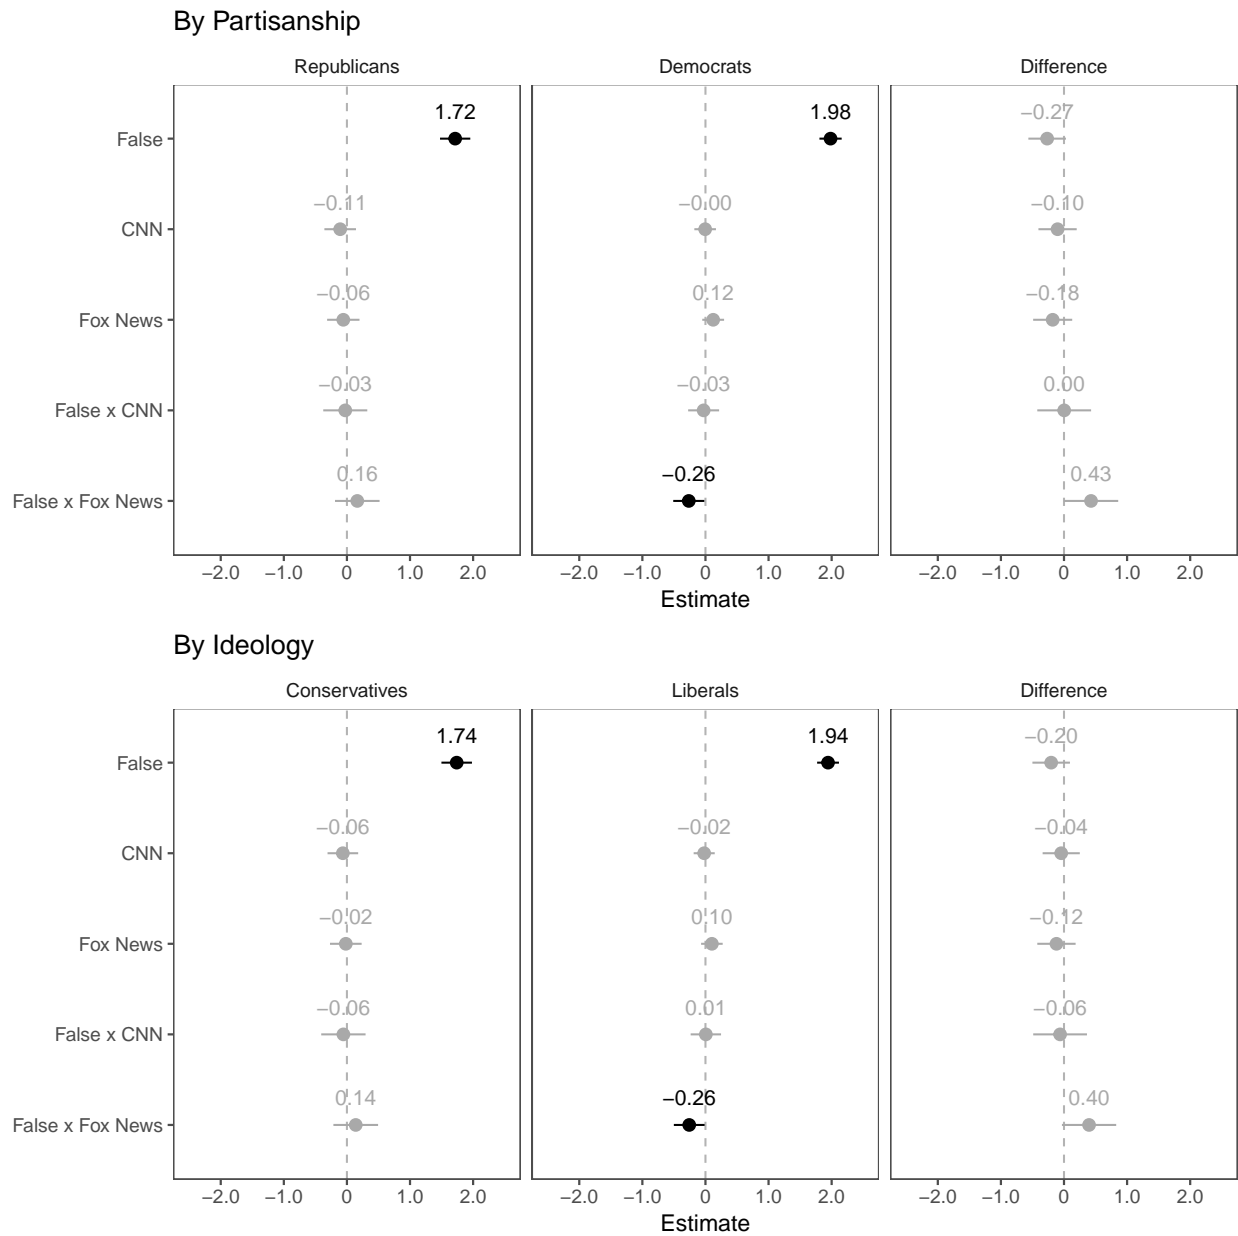 By Partisanship
Republicans Democrats Difference
1.72 1.98 −0.27
False
−0.11 −0.00 −0.10
CNN
−0.06 0.12 −0.18
Fox News
−0.03 −0.03 0.00
False x CNN
0.16 −0.26 0.43
False x Fox News
−2.0 −1.0 0 1.0 2.0 −2.0 −1.0 0 1.0 2.0 −2.0 −1.0 0 1.0 2.0
Estimate
By Ideology
Conservatives Liberals Difference
1.74 1.94 −0.20
False
−0.06 −0.02 −0.04
CNN
−0.02 0.10 −0.12
Fox News
−0.06 0.01 −0.06
False x CNN
0.14 −0.26 0.40
False x Fox News
−2.0 −1.0 0 1.0 2.0 −2.0 −1.0 0 1.0 2.0 −2.0 −1.0 0 1.0 2.0
Estimate